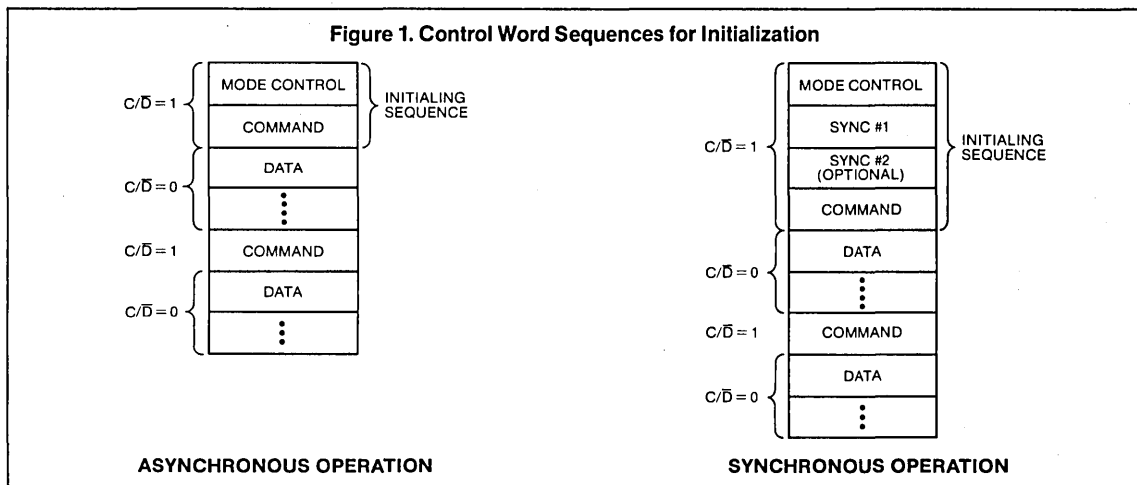 Figure 1. Control Word Sequences for Initialization
C/D̅ = 1
MODE CONTROL
COMMAND
INITIALING
SEQUENCE
C/D̅ = 0
DATA
C/D̅ = 1
COMMAND
C/D̅ = 0
DATA
ASYNCHRONOUS OPERATION
C/D̅ = 1
MODE CONTROL
SYNC #1
SYNC #2
(OPTIONAL)
COMMAND
INITIALING
SEQUENCE
C/D̅ = 0
DATA
C/D̅ = 1
COMMAND
C/D̅ = 0
DATA
SYNCHRONOUS OPERATION